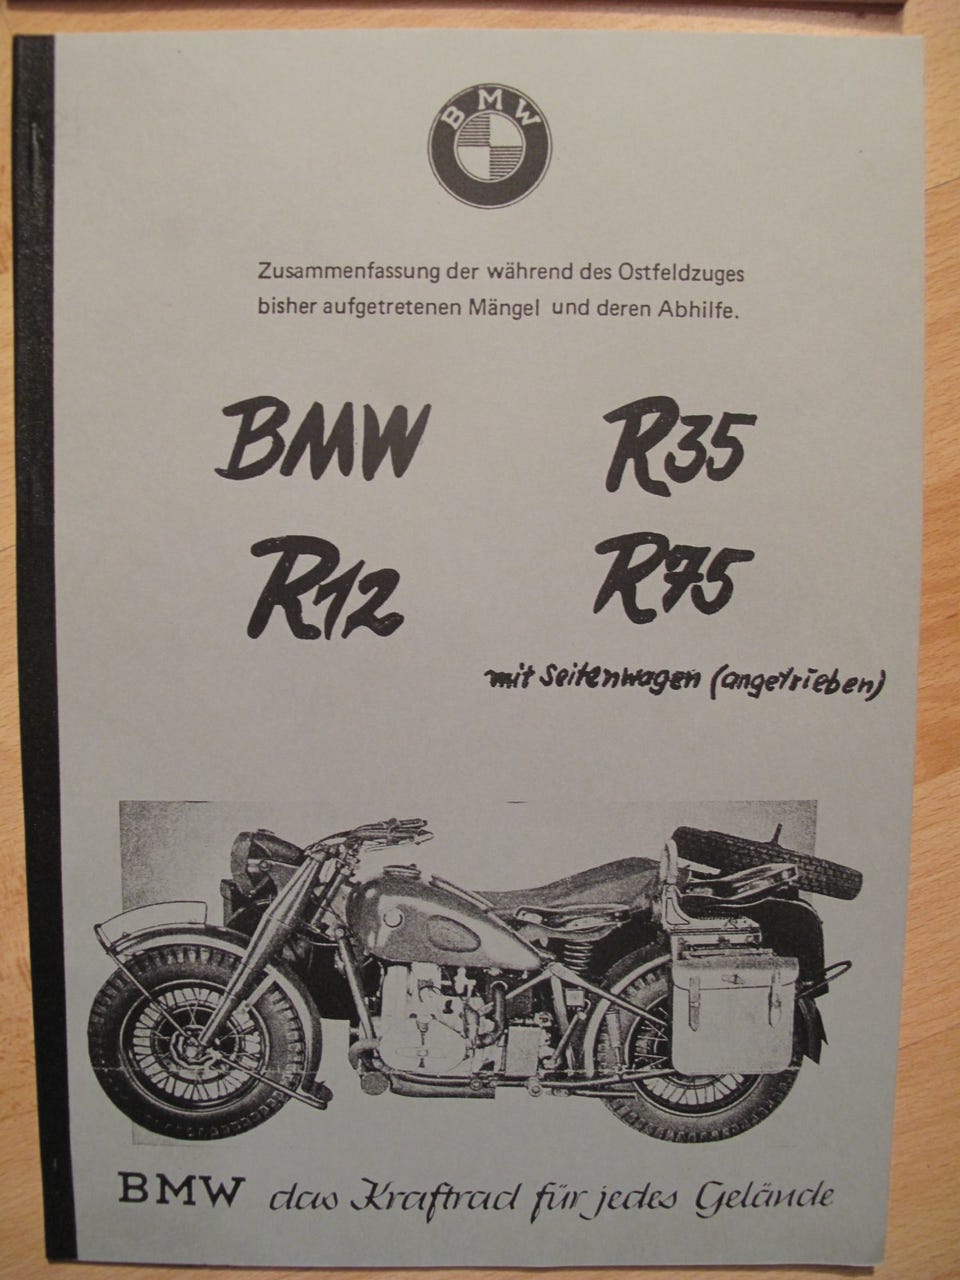 BMW
Zusammenfassung der während des Ostfeldzuges
bisher aufgetretenen Mängel und deren Abhilfe.
BMW R35
R12 R75
mit Seitenwagen (angetrieben)
BMW das Kraftrad für jedes Gelände